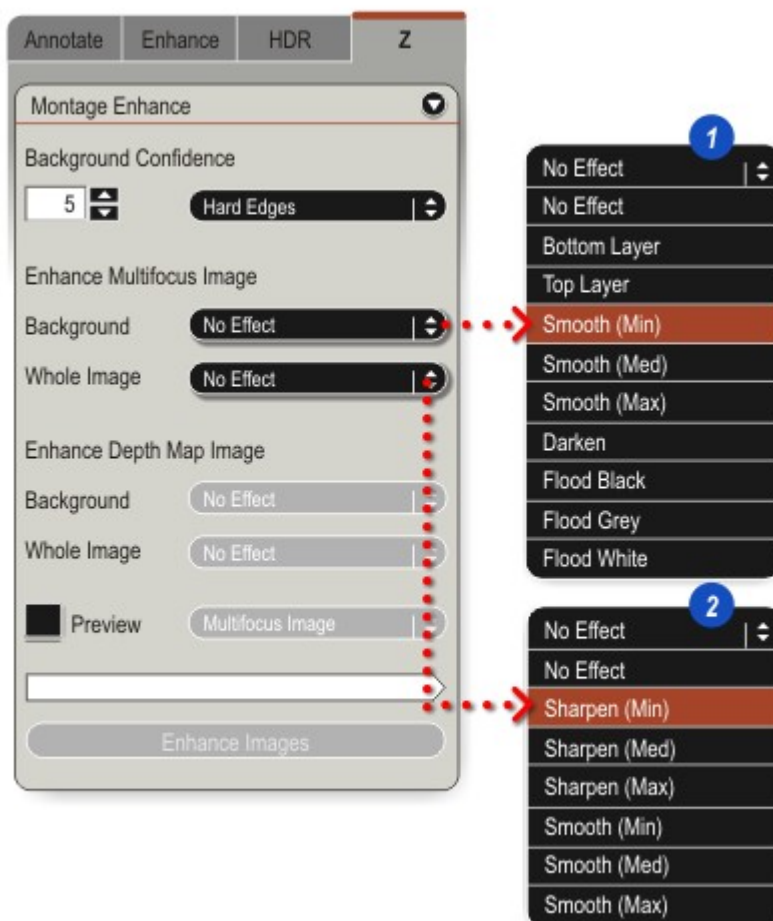 Annotate Enhance HDR Z
Montage Enhance
Background Confidence
5 Hard Edges
Enhance Multifocus Image
Background No Effect
Whole Image No Effect
Enhance Depth Map Image
Background No Effect
Whole Image No Effect
Preview Multifocus Image
Enhance Images
1
No Effect
No Effect
Bottom Layer
Top Layer
Smooth (Min)
Smooth (Med)
Smooth (Max)
Darken
Flood Black
Flood Grey
Flood White
2
No Effect
No Effect
Sharpen (Min)
Sharpen (Med)
Sharpen (Max)
Smooth (Min)
Smooth (Med)
Smooth (Max)